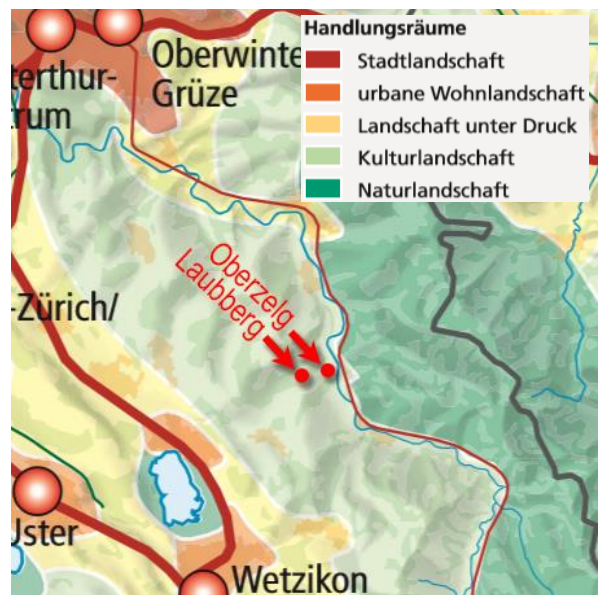 Handlungsräume
Stadtlandschaft
urbane Wohnlandschaft
Landschaft unter Druck
Kulturlandschaft
Naturlandschaft
Oberwinte
Grüze
terthur-
trum
Oberzelg
Laubberg
-Zürich/
Uster
Wetzikon